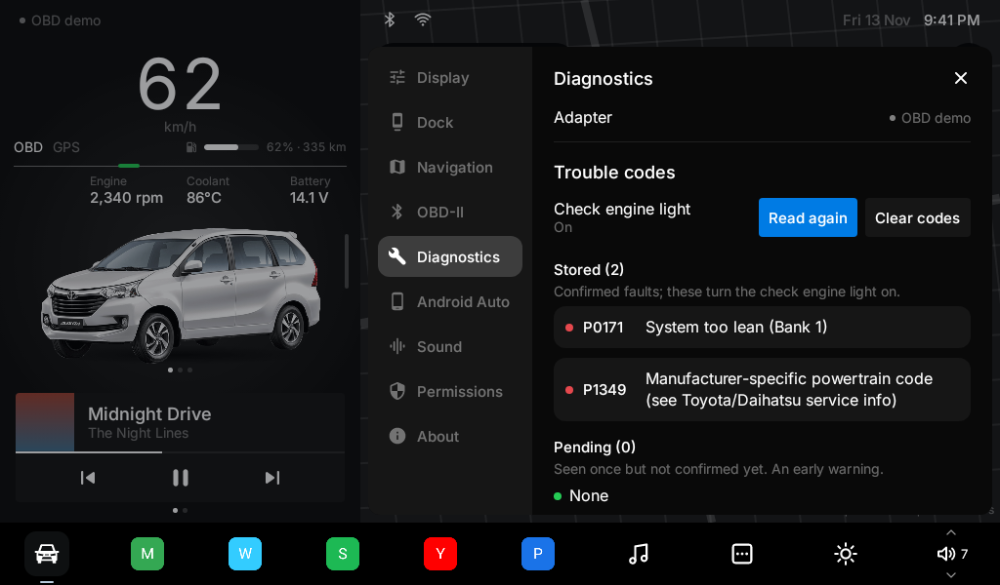 OBD demo
Fri 13 Nov 9:41 PM
62
km/h
OBD GPS
62% · 335 km
Engine Coolant Battery
2,340 rpm 86°C 14.1 V
Midnight Drive
The Night Lines
Display
Dock
Navigation
OBD-II
Diagnostics
Android Auto
Sound
Permissions
About
Diagnostics
Adapter OBD demo
Trouble codes
Check engine light
On
Read again Clear codes
Stored (2)
Confirmed faults; these turn the check engine light on.
P0171 System too lean (Bank 1)
P1349 Manufacturer-specific powertrain code
(see Toyota/Daihatsu service info)
Pending (0)
Seen once but not confirmed yet. An early warning.
None
M W S Y P 7